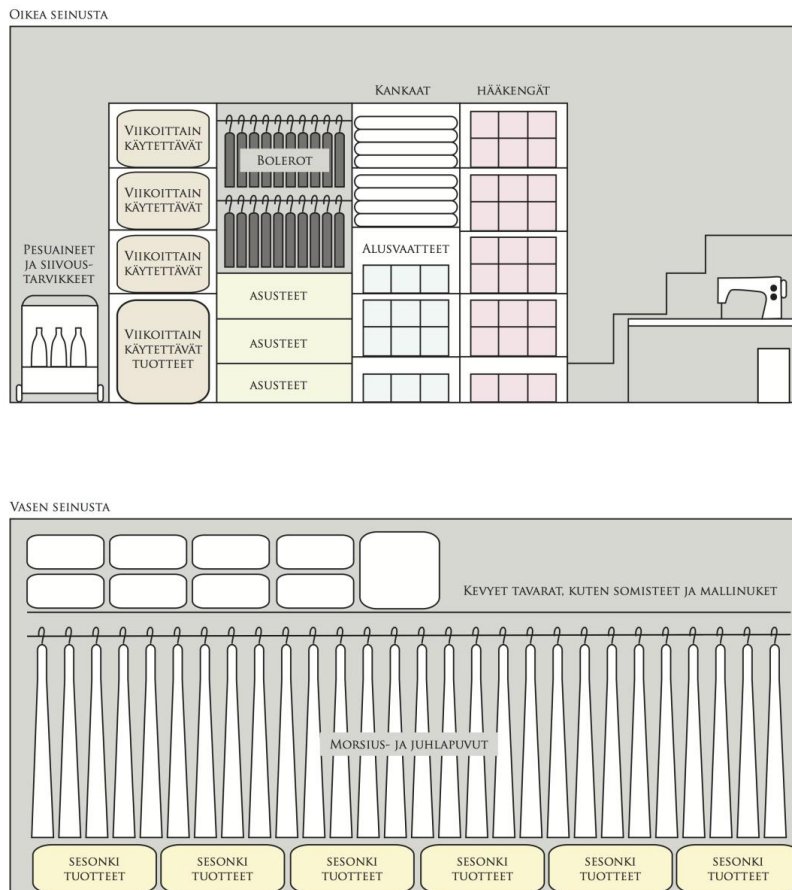 Oikea seinusta
Kankaat
hääkengät
Viikoittain
käytettävät
Bolerot
Viikoittain
käytettävät
Pesuaineet
ja siivous-
tarvikkeet
Viikoittain
käytettävät
Alusvaatteet
Asusteet
Viikoittain
käytettävät
tuotteet
asusteet
asusteet
Vasen seinusta
Kevyet tavarat, kuten somisteet ja mallinuket
Morsius- ja juhlapuvut
sesonki
tuotteet
sesonki
tuotteet
sesonki
tuotteet
sesonki
tuotteet
sesonki
tuotteet
sesonki
tuotteet